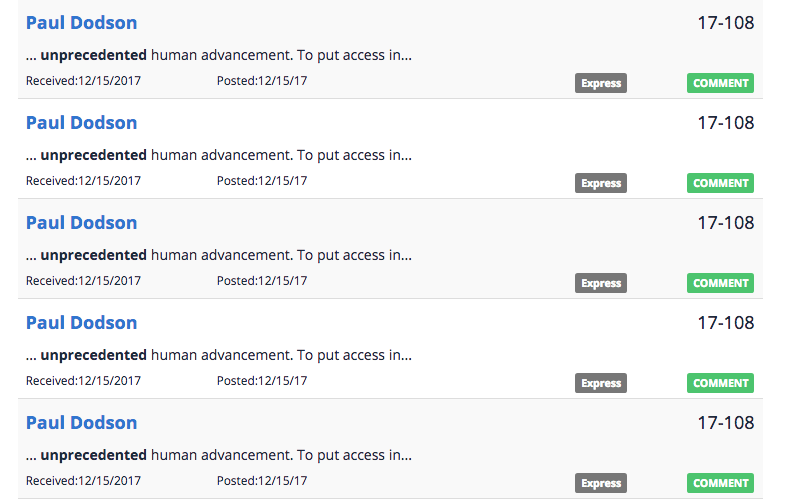 Paul Dodson 17-108
... unprecedented human advancement. To put access in...
Received:12/15/2017 Posted:12/15/17 Express COMMENT
Paul Dodson 17-108
... unprecedented human advancement. To put access in...
Received:12/15/2017 Posted:12/15/17 Express COMMENT
Paul Dodson 17-108
... unprecedented human advancement. To put access in...
Received:12/15/2017 Posted:12/15/17 Express COMMENT
Paul Dodson 17-108
... unprecedented human advancement. To put access in...
Received:12/15/2017 Posted:12/15/17 Express COMMENT
Paul Dodson 17-108
... unprecedented human advancement. To put access in...
Received:12/15/2017 Posted:12/15/17 Express COMMENT